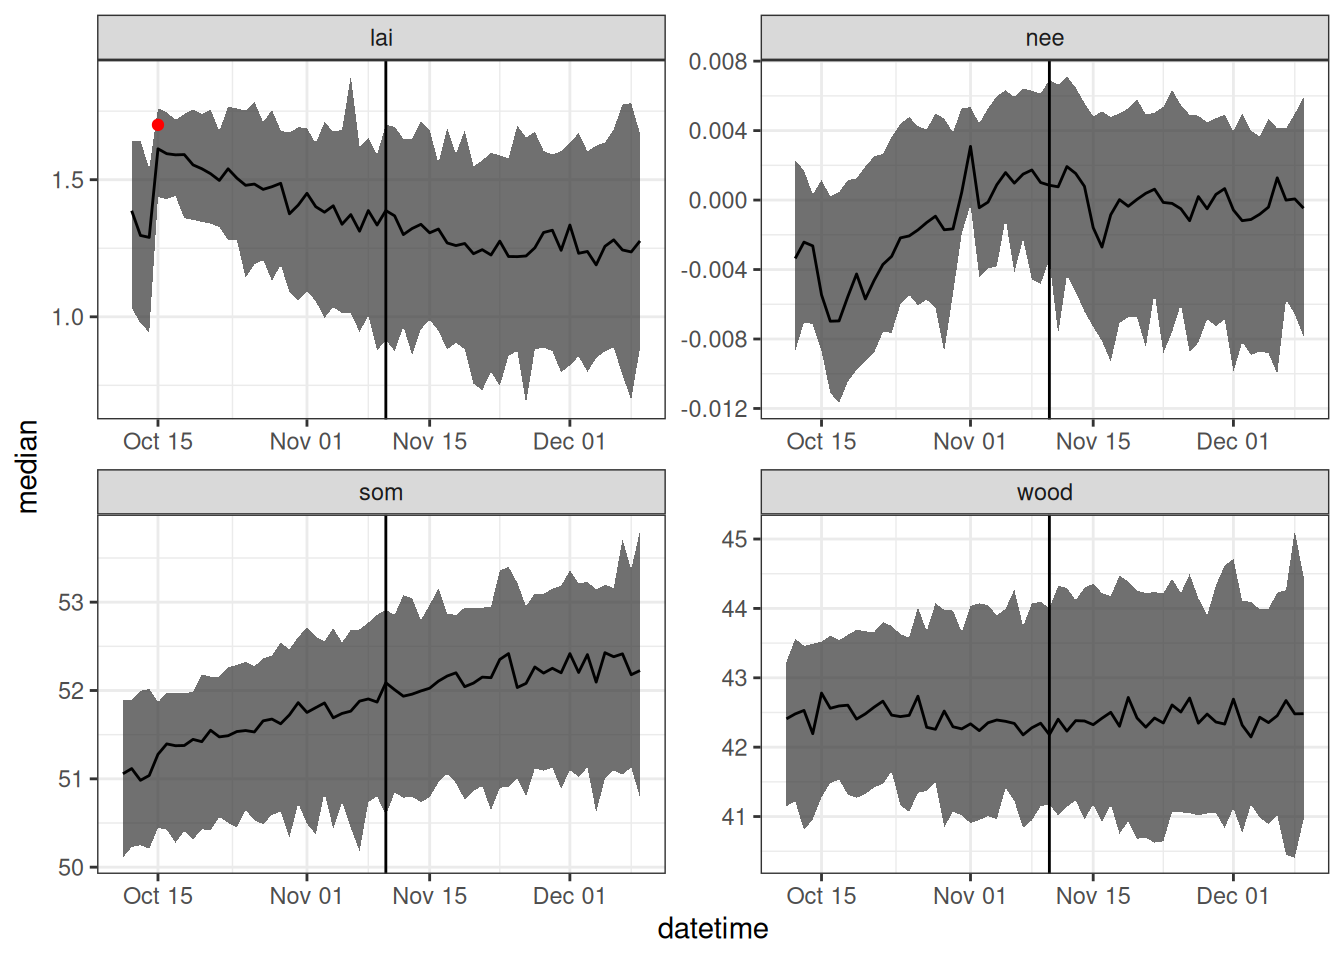 lai
nee
1.5
1.0
0.008
0.004
0.000
-0.004
-0.008
-0.012
Oct 15 Nov 01 Nov 15 Dec 01
Oct 15 Nov 01 Nov 15 Dec 01
median
som
wood
53
52
51
50
45
44
43
42
41
Oct 15 Nov 01 Nov 15 Dec 01
Oct 15 Nov 01 Nov 15 Dec 01
datetime